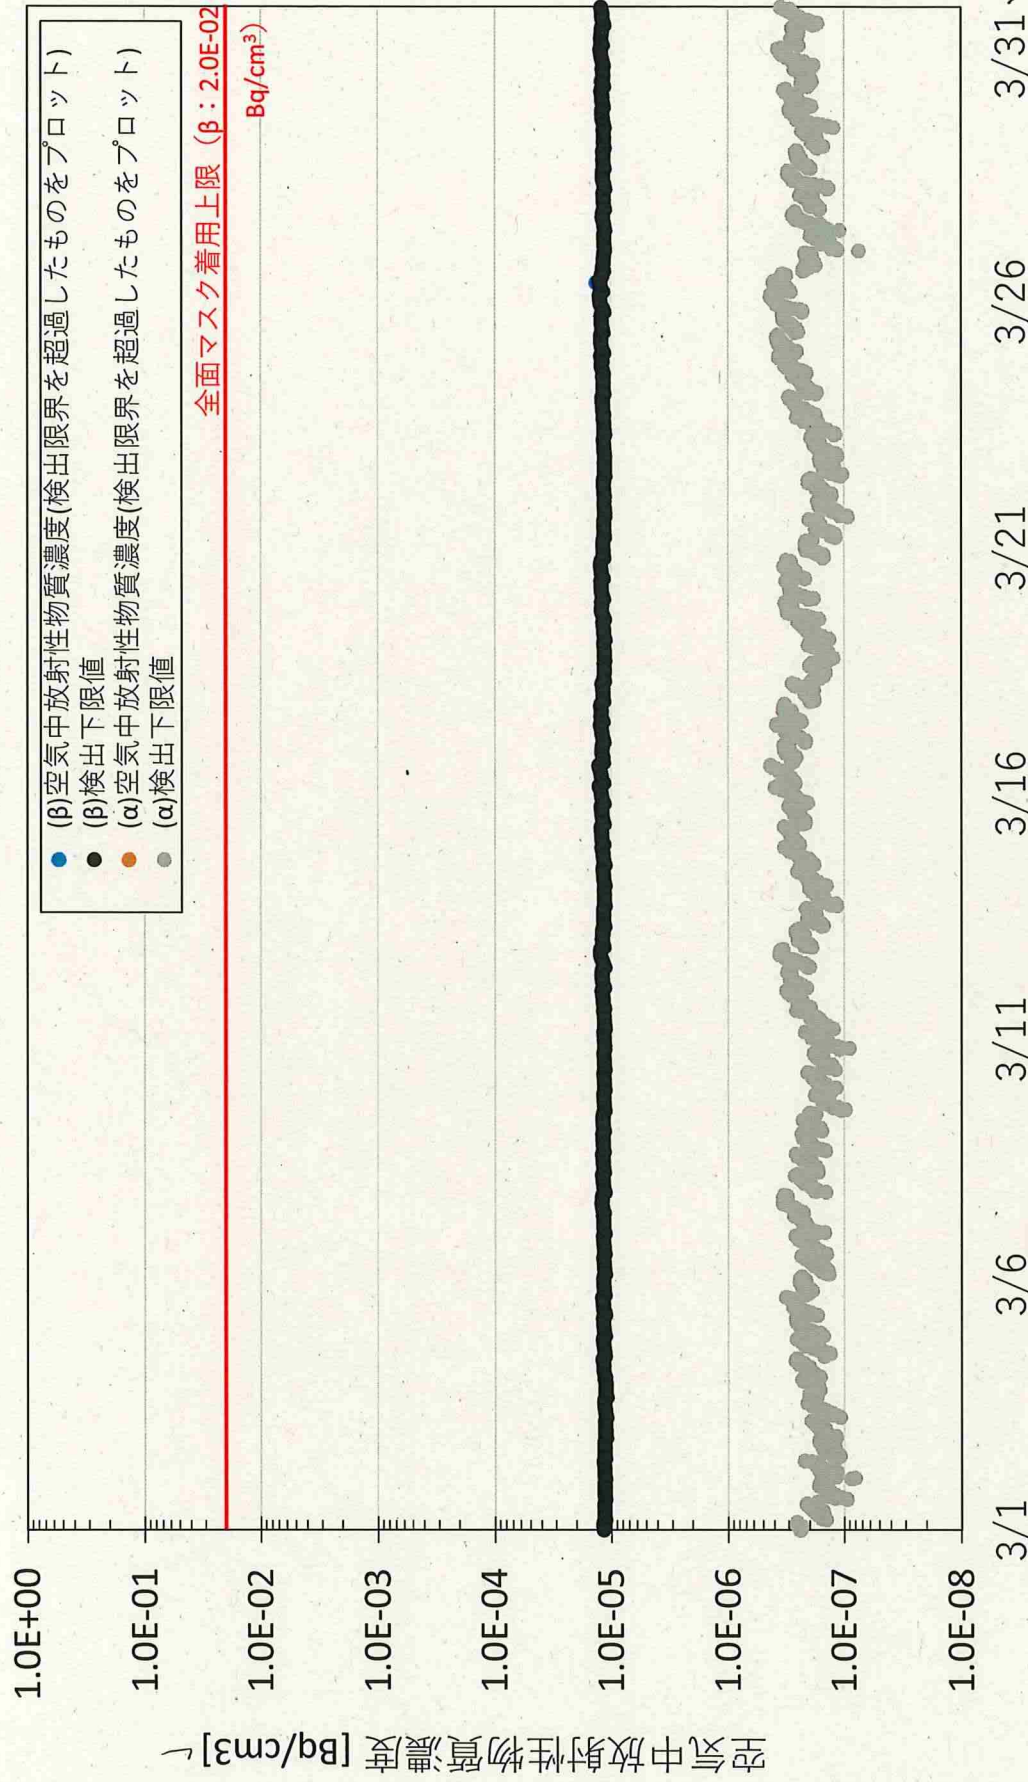 (β)空気中放射性物質濃度(検出限界を超過したものをプロット)
(β)検出下限値
(α)空気中放射性物質濃度(検出限界を超過したものをプロット)
(α)検出下限値
全面マスク着用上限（β：2.0E-02
Bq/cm³）
1.0E+00
1.0E-01
1.0E-02
1.0E-03
1.0E-04
1.0E-05
1.0E-06
1.0E-07
1.0E-08
空気中放射性物質濃度 [Bq/cm3]
3/1
3/6
3/11
3/16
3/21
3/26
3/31